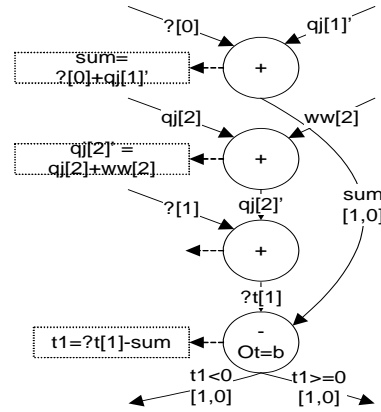 ?[0]
qj[1]'
sum=
?[0]+qj[1]'
+
qj[2]
ww[2]
qj[2]' =
qj[2]+ww[2]
+
sum
[1,0]
qj[2]'
?[1]
+
?t[1]
t1=?t[1]-sum
-
Ot=b
t1<0
[1,0]
t1>=0
[1,0]